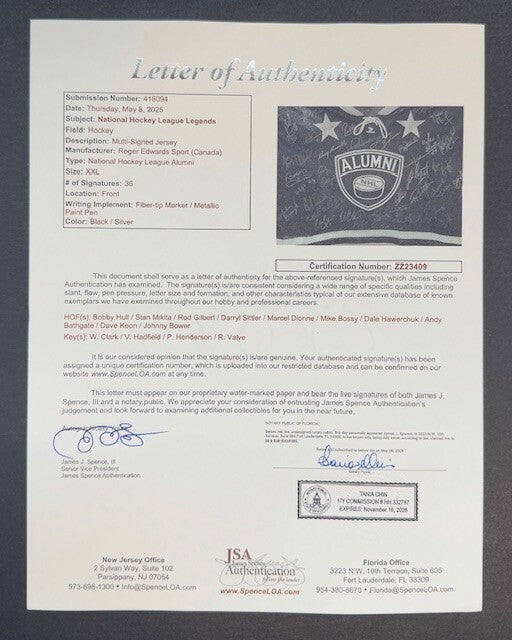 Letter of Authenticity
Submission Number: 418094
Date: Thursday, May 8, 2025
Subject: National Hockey League Legends
Field: Hockey
Description: Multi-Signed Jersey
Manufacturer: Roger Edwards Sport (Canada)
Type: National Hockey League Alumni
Size: XXL
# of Signatures: 36
Location: Front
Writing Implement: Fiber-tip Marker / Metallic
Paint Pen
Color: Black / Silver
ALUMNI
NHL
Certification Number: ZZ23409
This document shall serve as a letter of authenticity for the above-referenced signature(s), which James Spence
Authentication has examined. The signature(s) is/are consistent considering a wide range of specific qualities including
slant, flow, pen pressure, letter size and formation, and other characteristics typical of our extensive database of known
exemplars we have examined throughout our hobby and professional careers.
HOF(s): Bobby Hull / Stan Mikita / Rod Gilbert / Darryl Sittler / Marcel Dionne / Mike Bossy / Dale Hawerchuk / Andy
Bathgate / Dave Keon / Johnny Bower
Key(s): W. Clark / V. Hadfield / P. Henderson / R. Valve
It is our considered opinion that the signature(s) is/are genuine. Your authenticated signature(s) has been
assigned a unique certification number, which is uploaded into our restricted database and can be confirmed on our
website www.SpenceLOA.com at any time.
This letter must appear on our proprietary water-marked paper and bear the live signatures of both James J.
Spence, III and a notary public. We appreciate your consideration of entrusting James Spence Authentication's
judgement and look forward to examining additional collectibles for you in the near future.
NOTARY PUBLIC OF FLORIDA
James J. Spence, III
Senior Vice President
James Spence Authentication
Notary Public
TANIA CHIN
MY COMMISSION # HH 332787
EXPIRES: November 16, 2026
New Jersey Office
2 Sylvan Way, Suite 102
Parsippany, NJ 07054
973-898-1300 • Info@SpenceLOA.com
JSA
James Spence
Authentication
follow the leader
www.SpenceLOA.com
Florida Office
3223 N.W. 10th Terrace, Suite 605
Fort Lauderdale, FL 33309
954-380-8670 • Florida@SpenceLOA.com